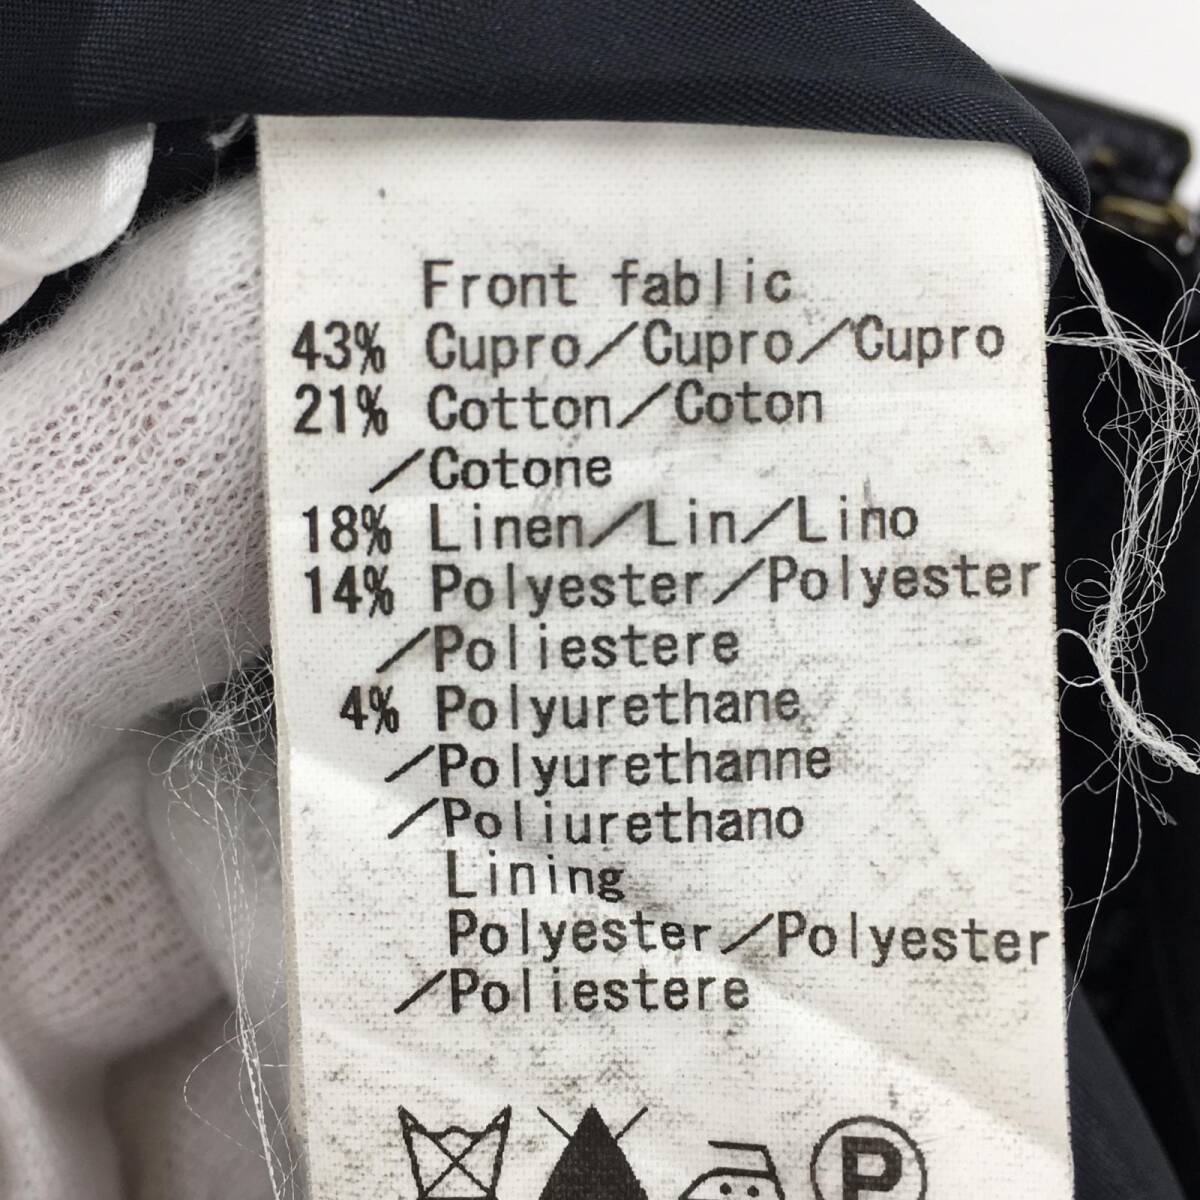 Front fablic
43% Cupro/Cupro/Cupro
21% Cotton/Coton
/Cotone
18% Linen/Lin/Lino
14% Polyester/Polyester
/Poliestere
4% Polyurethane
/Polyurethanne
/Poliurethano
Lining
Polyester/Polyester
/Poliestere
P